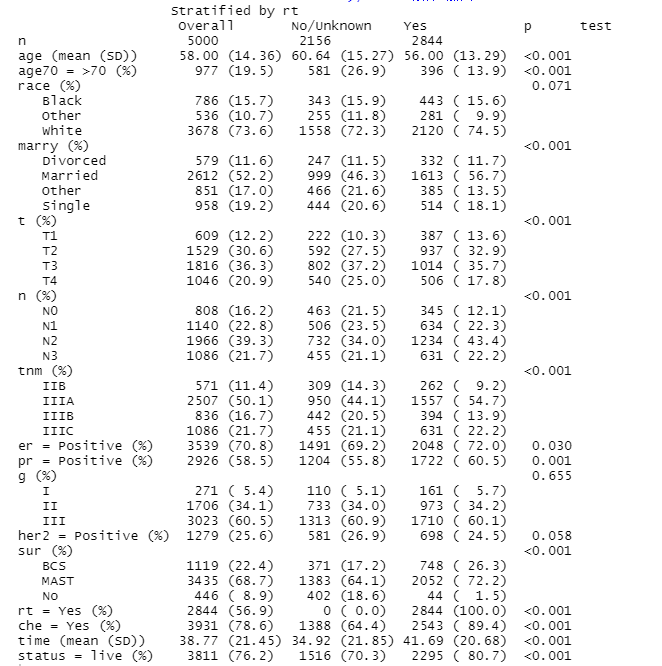 Stratified by rt
Overall No/Unknown Yes p test
n 5000 2156 2844
age (mean (SD)) 58.00 (14.36) 60.64 (15.27) 56.00 (13.29) <0.001
age70 = >70 (%) 977 (19.5) 581 (26.9) 396 ( 13.9) <0.001
race (%) 0.071
Black 786 (15.7) 343 (15.9) 443 ( 15.6)
Other 536 (10.7) 255 (11.8) 281 ( 9.9)
White 3678 (73.6) 1558 (72.3) 2120 ( 74.5)
marry (%) <0.001
Divorced 579 (11.6) 247 (11.5) 332 ( 11.7)
Married 2612 (52.2) 999 (46.3) 1613 ( 56.7)
Other 851 (17.0) 466 (21.6) 385 ( 13.5)
Single 958 (19.2) 444 (20.6) 514 ( 18.1)
t (%) <0.001
T1 609 (12.2) 222 (10.3) 387 ( 13.6)
T2 1529 (30.6) 592 (27.5) 937 ( 32.9)
T3 1816 (36.3) 802 (37.2) 1014 ( 35.7)
T4 1046 (20.9) 540 (25.0) 506 ( 17.8)
n (%) <0.001
N0 808 (16.2) 463 (21.5) 345 ( 12.1)
N1 1140 (22.8) 506 (23.5) 634 ( 22.3)
N2 1966 (39.3) 732 (34.0) 1234 ( 43.4)
N3 1086 (21.7) 455 (21.1) 631 ( 22.2)
tnm (%) <0.001
IIB 571 (11.4) 309 (14.3) 262 ( 9.2)
IIIA 2507 (50.1) 950 (44.1) 1557 ( 54.7)
IIIB 836 (16.7) 442 (20.5) 394 ( 13.9)
IIIC 1086 (21.7) 455 (21.1) 631 ( 22.2)
er = Positive (%) 3539 (70.8) 1491 (69.2) 2048 ( 72.0) 0.030
pr = Positive (%) 2926 (58.5) 1204 (55.8) 1722 ( 60.5) 0.001
g (%) 0.655
I 271 ( 5.4) 110 ( 5.1) 161 ( 5.7)
II 1706 (34.1) 733 (34.0) 973 ( 34.2)
III 3023 (60.5) 1313 (60.9) 1710 ( 60.1)
her2 = Positive (%) 1279 (25.6) 581 (26.9) 698 ( 24.5) 0.058
sur (%) <0.001
BCS 1119 (22.4) 371 (17.2) 748 ( 26.3)
MAST 3435 (68.7) 1383 (64.1) 2052 ( 72.2)
No 446 ( 8.9) 402 (18.6) 44 ( 1.5)
rt = Yes (%) 2844 (56.9) 0 ( 0.0) 2844 (100.0) <0.001
che = Yes (%) 3931 (78.6) 1388 (64.4) 2543 ( 89.4) <0.001
time (mean (SD)) 38.77 (21.45) 34.92 (21.85) 41.69 (20.68) <0.001
status = live (%) 3811 (76.2) 1516 (70.3) 2295 ( 80.7) <0.001